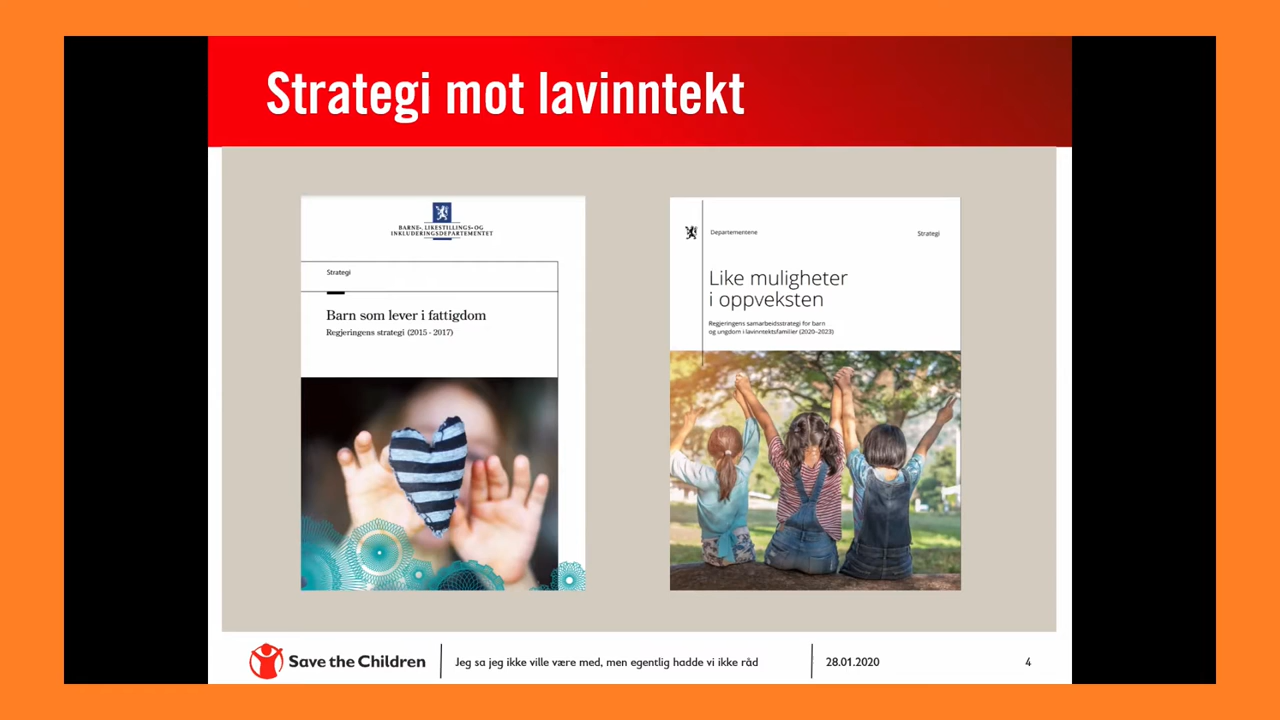 Strategi mot lavinntekt
BARNE-, LIKESTILLINGS- OG
INKLUDERINGSDEPARTEMENTET
Strategi
Barn som lever i fattigdom
Regjeringens strategi (2015 - 2017)
Departementene
Strategi
Like muligheter
i oppveksten
Regjeringens samarbeidsstrategi for barn
og ungdom i lavinntektsfamilier (2020–2023)
Save the Children
Jeg sa jeg ikke ville være med, men egentlig hadde vi ikke råd
28.01.2020
4